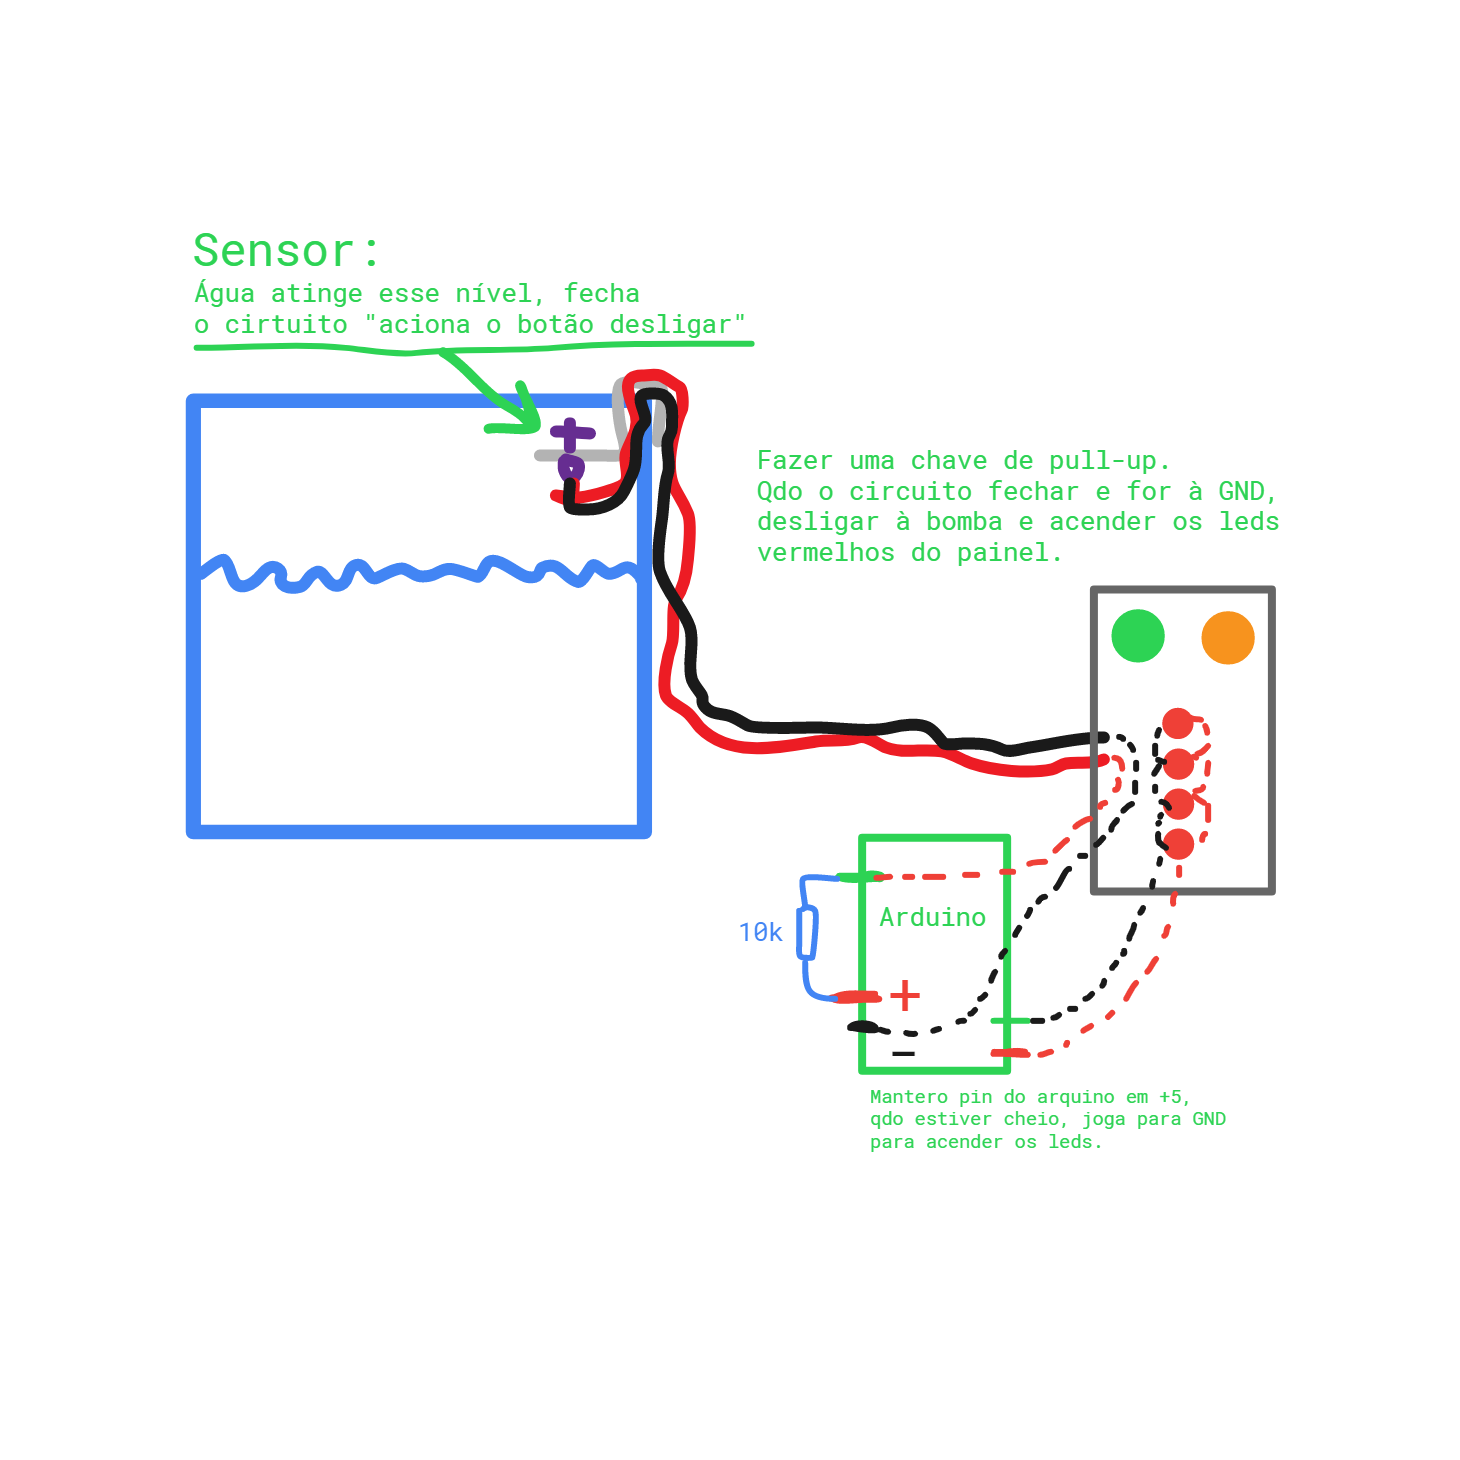 Sensor:
Água atinge esse nível, fecha
o cirtuito "aciona o botão desligar"
Fazer uma chave de pull-up.
Qdo o circuito fechar e for à GND,
desligar à bomba e acender os leds
vermelhos do painel.
Arduino
10k
+
−
Mantero pin do arquino em +5,
qdo estiver cheio, joga para GND
para acender os leds.